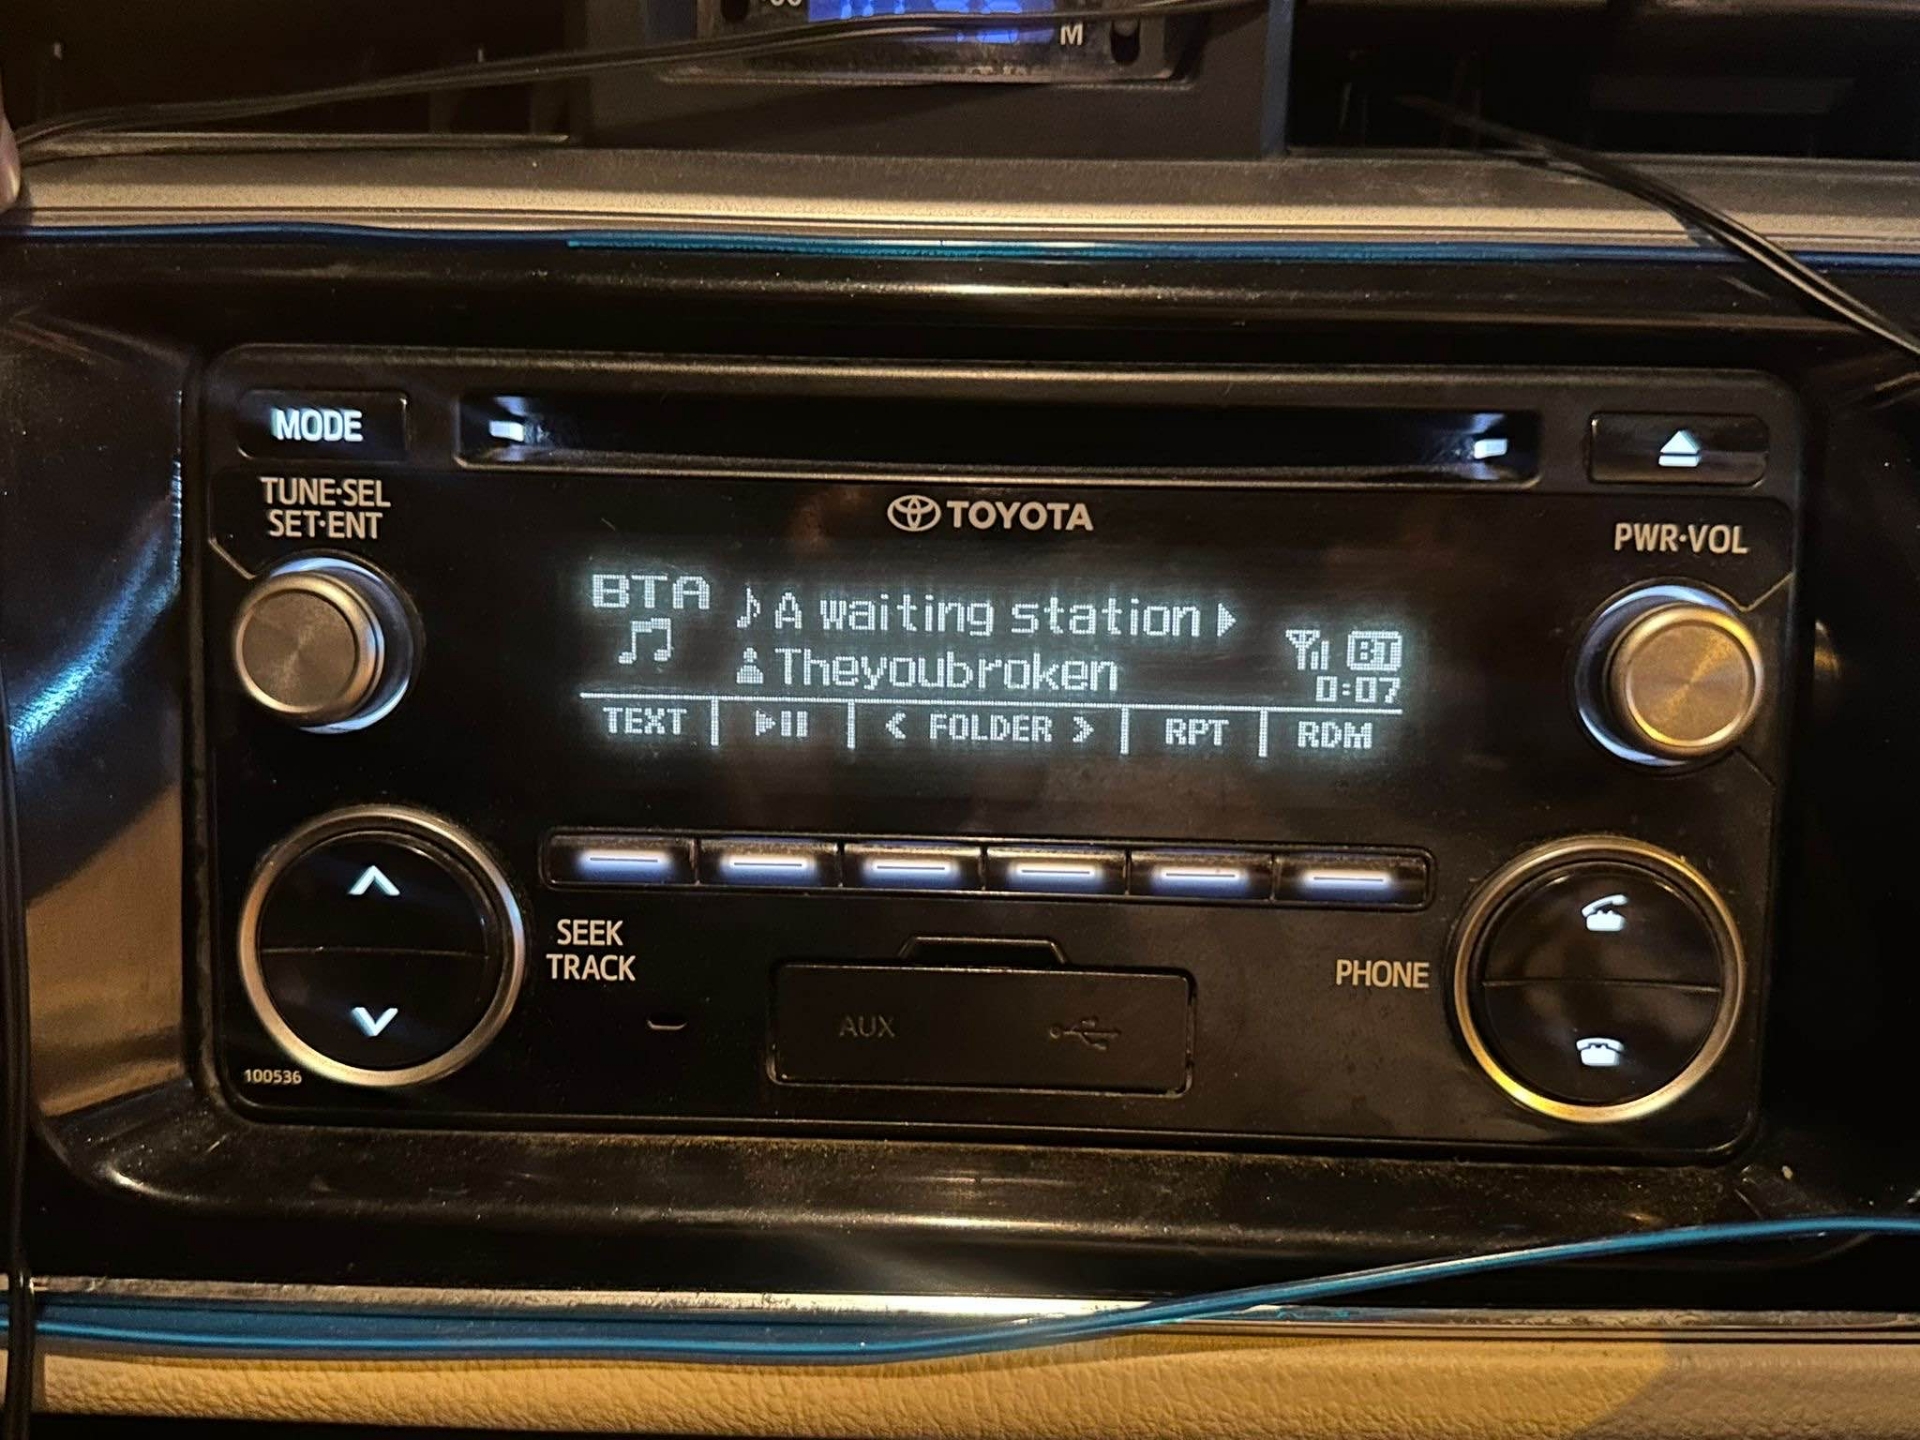 M
MODE
TUNE·SEL
SET·ENT
TOYOTA
PWR·VOL
BTA
A waiting station
Theyoubroken
BT
0:07
TEXT
< FOLDER >
RPT
RDM
SEEK
TRACK
AUX
PHONE
100536